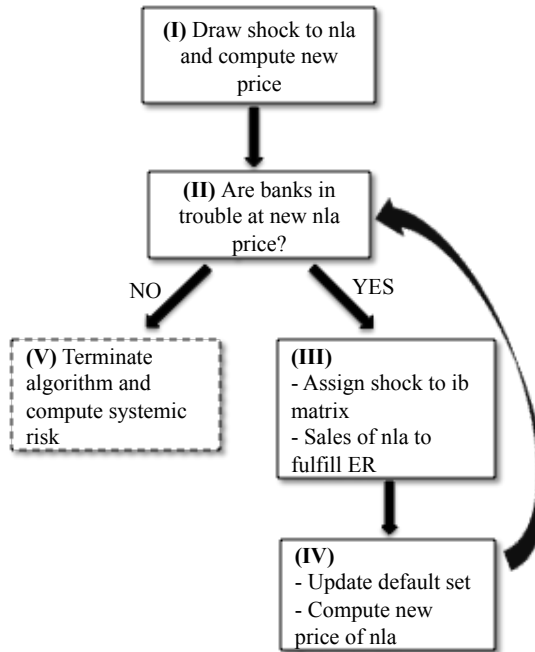 (I) Draw shock to nla
and compute new
price
(II) Are banks in
trouble at new nla
price?
NO
YES
(V) Terminate
algorithm and
compute systemic
risk
(III)
- Assign shock to ib
matrix
- Sales of nla to
fulfill ER
(IV)
- Update default set
- Compute new
price of nla